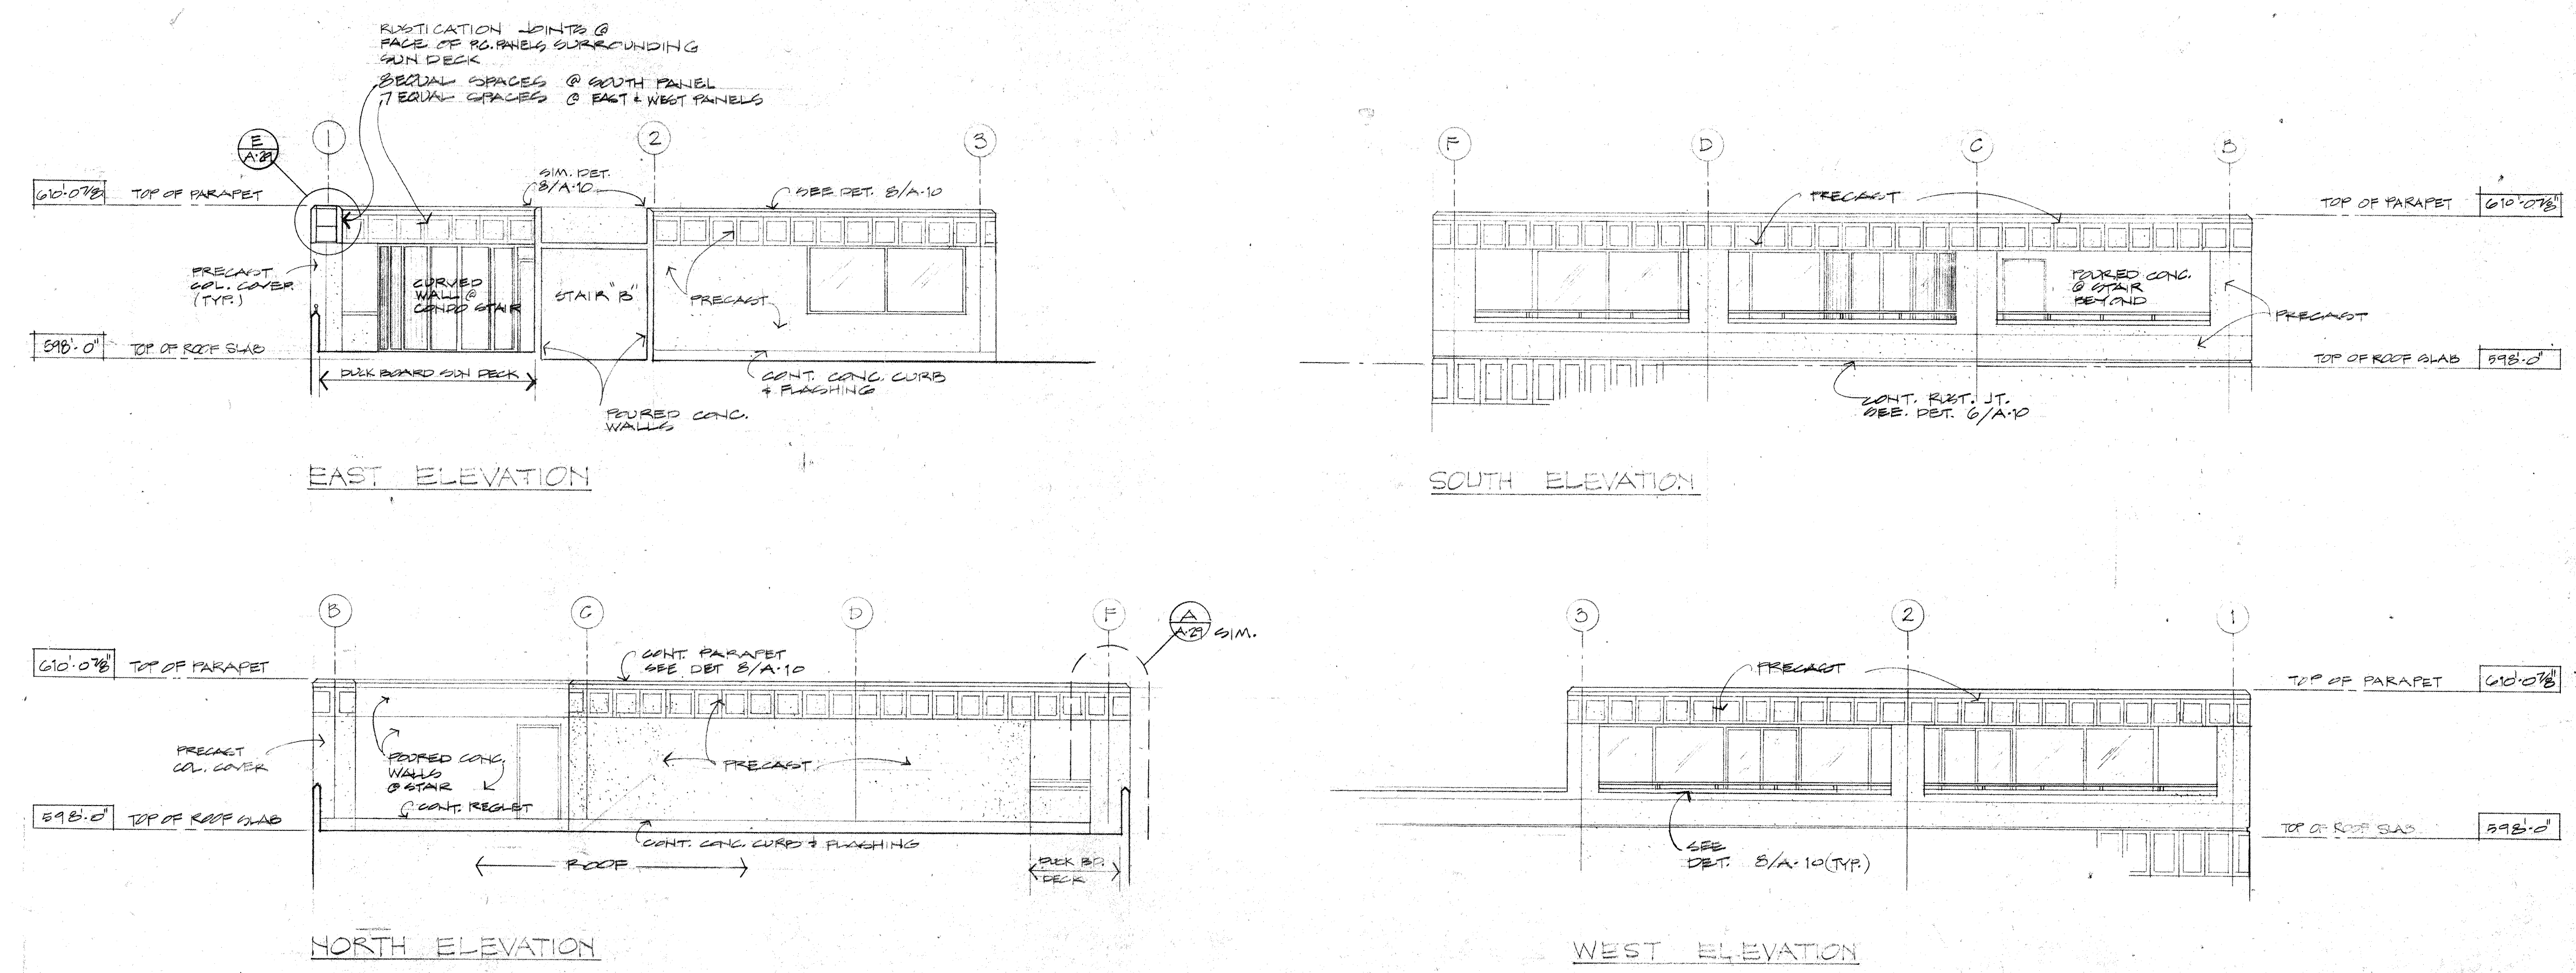 RUSTICATION JOINTS @
FACE OF P.C. PANELS SURROUNDING
SUN DECK
8 EQUAL SPACES @ SOUTH PANEL
7 EQUAL SPACES @ EAST & WEST PANELS
E
A·29
1
2
3
610'·0 7/8"
TOP OF PARAPET
SIM. DET.
8/A·10
SEE DET. 8/A·10
PRECAST
COL. COVER
(TYP.)
CURVED
WALL @
CONDO STAIR
STAIR "B"
PRECAST
598'·0"
TOP OF ROOF SLAB
DUCK BOARD SUN DECK
CONT. CONC. CURB
& FLASHING
POURED CONC.
WALLS
EAST ELEVATION
F
D
C
B
PRECAST
TOP OF PARAPET
610'·0 7/8"
POURED CONC.
@ STAIR
BEYOND
PRECAST
TOP OF ROOF SLAB
598'·0"
CONT. RUST. JT.
SEE. DET. 6/A·10
SOUTH ELEVATION
B
C
D
F
A
A·29
SIM.
610'·0 7/8"
TOP OF PARAPET
CONT. PARAPET
SEE DET 8/A·10
PRECAST
COL. COVER
POURED CONC.
WALLS
@ STAIR
CONT. REGLET
PRECAST
598'·0"
TOP OF ROOF SLAB
CONT. CONC. CURB & FLASHING
ROOF
DUCK BD.
DECK
NORTH ELEVATION
3
2
1
PRECAST
TOP OF PARAPET
610'·0 7/8"
SEE
DET. 8/A·10 (TYP.)
TOP OF ROOF SLAB
598'·0"
WEST ELEVATION